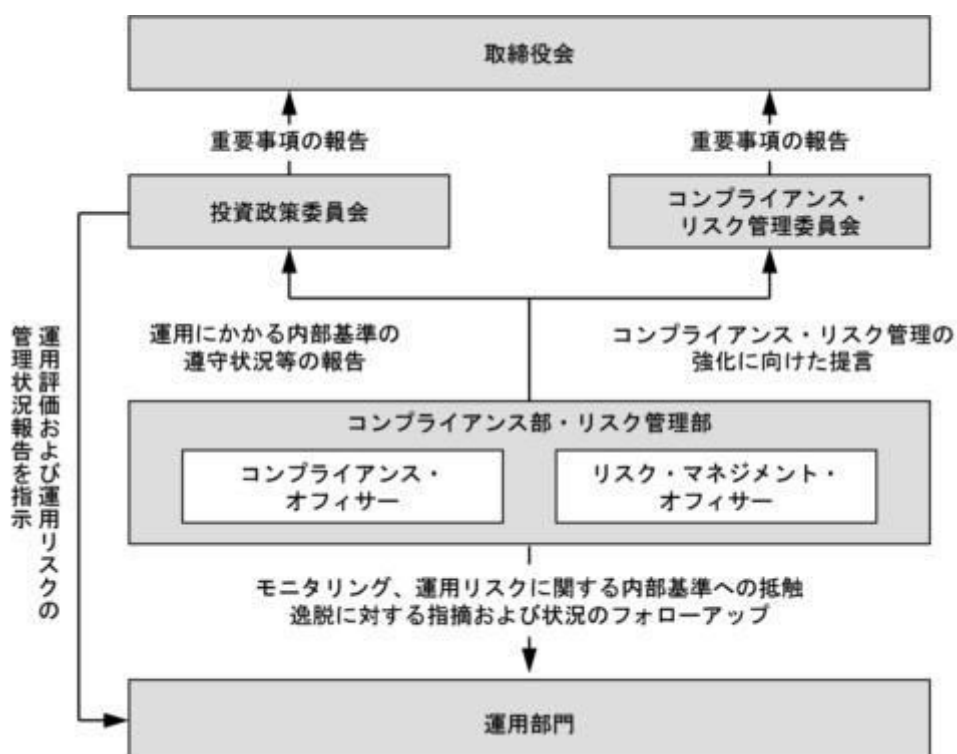 取締役会
重要事項の報告
重要事項の報告
投資政策委員会
コンプライアンス・
リスク管理委員会
運用にかかる内部基準の
遵守状況等の報告
コンプライアンス・リスク管理の
強化に向けた提言
運用評価および運用リスクの
管理状況報告を指示
コンプライアンス部・リスク管理部
コンプライアンス・
オフィサー
リスク・マネジメント・
オフィサー
モニタリング、運用リスクに関する内部基準への抵触
逸脱に対する指摘および状況のフォローアップ
運用部門